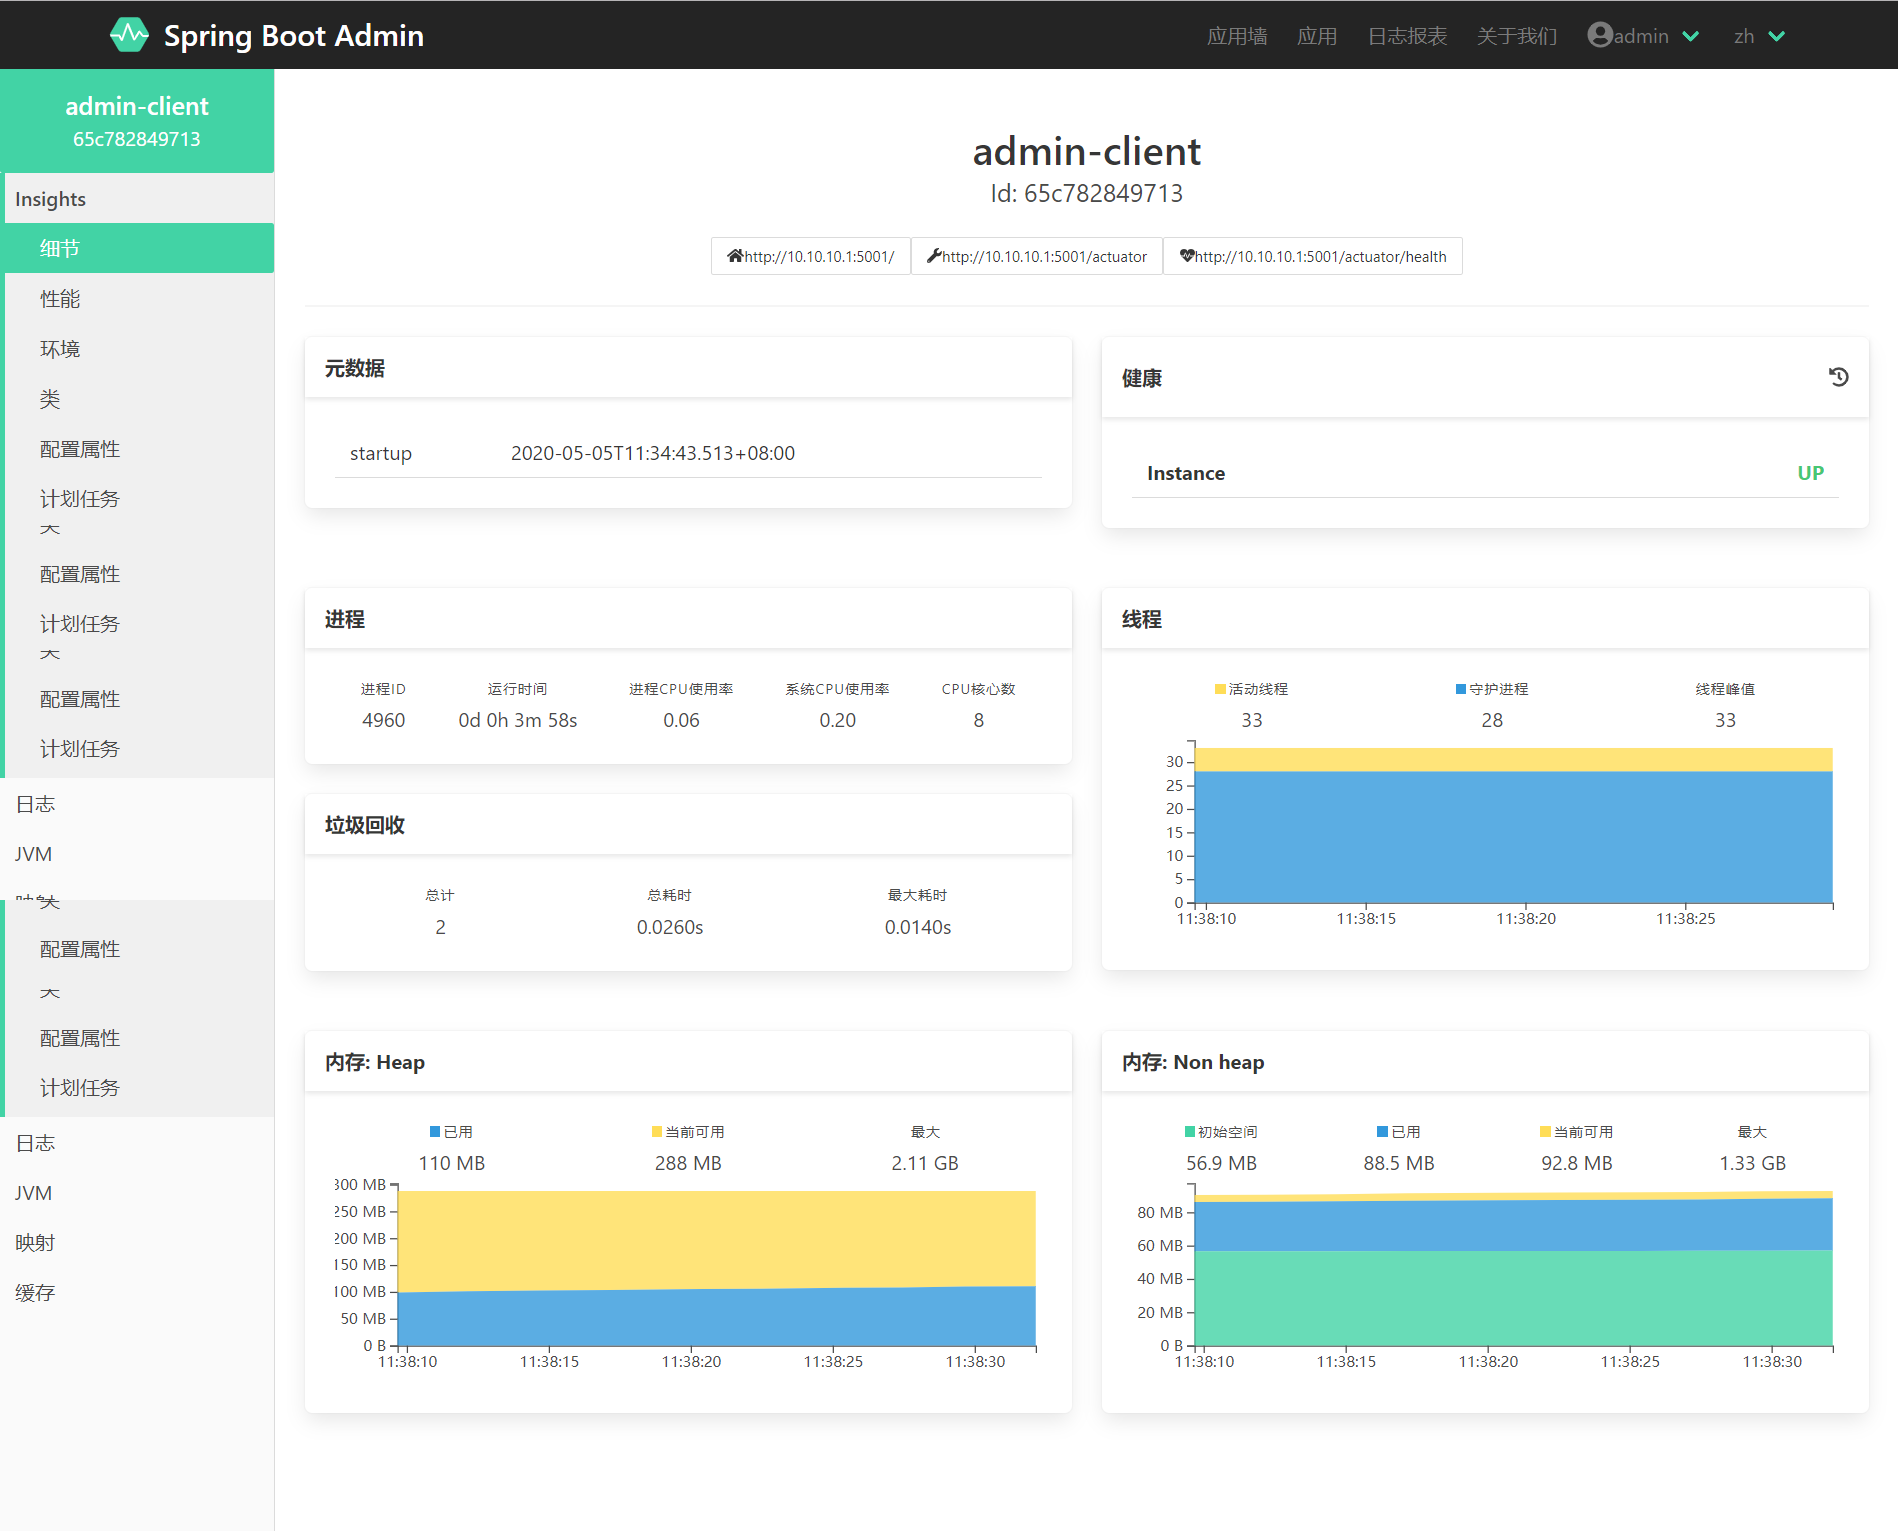 Spring Boot Admin
应用墙 应用 日志报表 关于我们 admin zh
admin-client
65c782849713
Insights
细节
性能
环境
类
配置属性
计划任务
配置属性
计划任务
配置属性
计划任务
日志
JVM
配置属性
配置属性
计划任务
日志
JVM
映射
缓存
admin-client
Id: 65c782849713
http://10.10.10.1:5001/ http://10.10.10.1:5001/actuator http://10.10.10.1:5001/actuator/health
元数据
startup 2020-05-05T11:34:43.513+08:00
健康
Instance UP
进程
进程ID 运行时间 进程CPU使用率 系统CPU使用率 CPU核心数
4960 0d 0h 3m 58s 0.06 0.20 8
垃圾回收
总计 总耗时 最大耗时
2 0.0260s 0.0140s
线程
活动线程 守护进程 线程峰值
33 28 33
30
25
20
15
10
5
0
11:38:10 11:38:15 11:38:20 11:38:25
内存: Heap
已用 当前可用 最大
110 MB 288 MB 2.11 GB
300 MB
250 MB
200 MB
150 MB
100 MB
50 MB
0 B
11:38:10 11:38:15 11:38:20 11:38:25 11:38:30
内存: Non heap
初始空间 已用 当前可用 最大
56.9 MB 88.5 MB 92.8 MB 1.33 GB
80 MB
60 MB
40 MB
20 MB
0 B
11:38:10 11:38:15 11:38:20 11:38:25 11:38:30